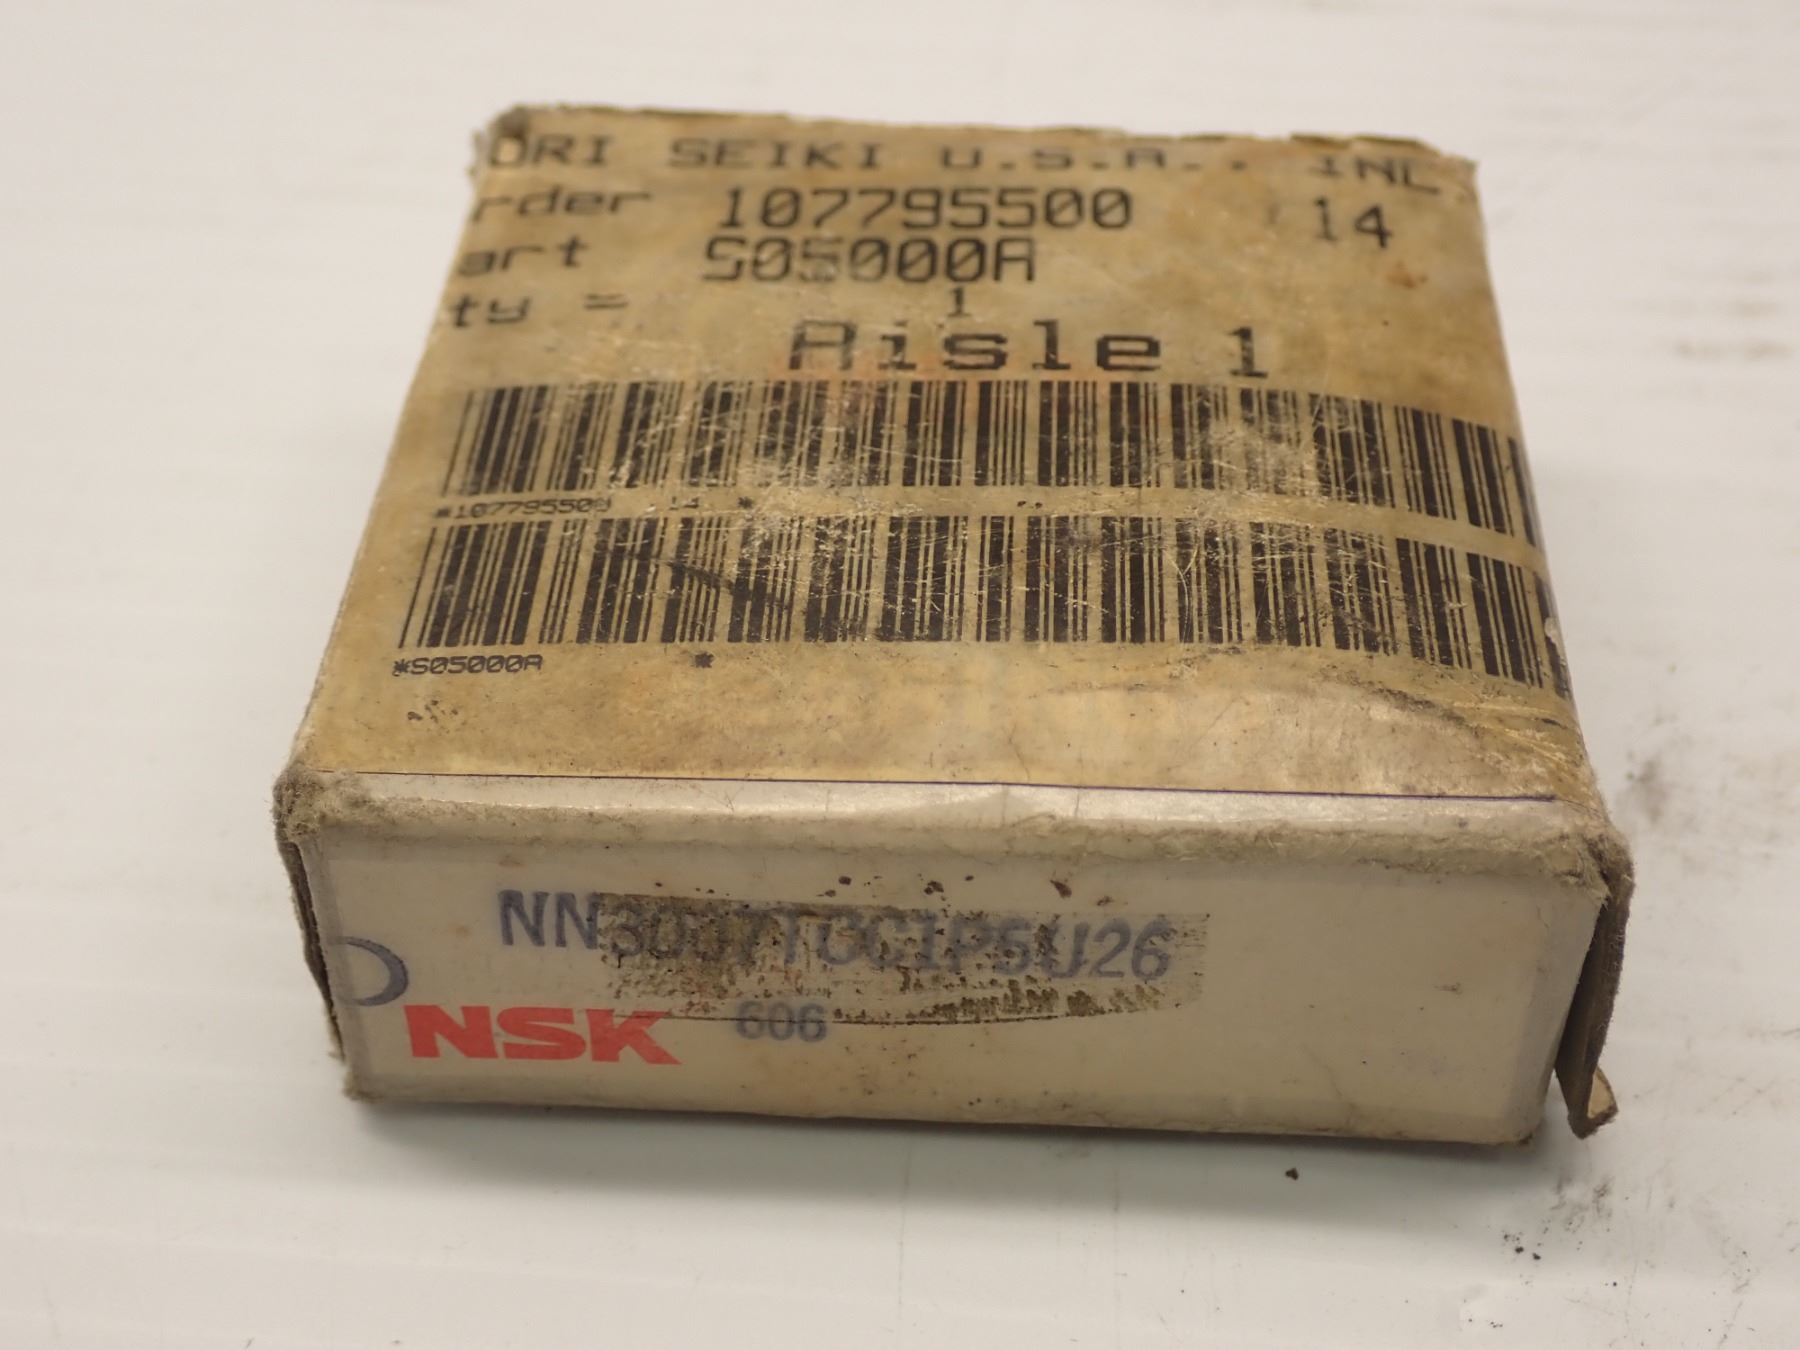 ORI SEIKI U.S.A., INC
rder 107795500 14
art S05000A
ty = 1
Aisle 1
*107795500 14 *
*S05000A *
NN3007TCC1P5U26
NSK 606